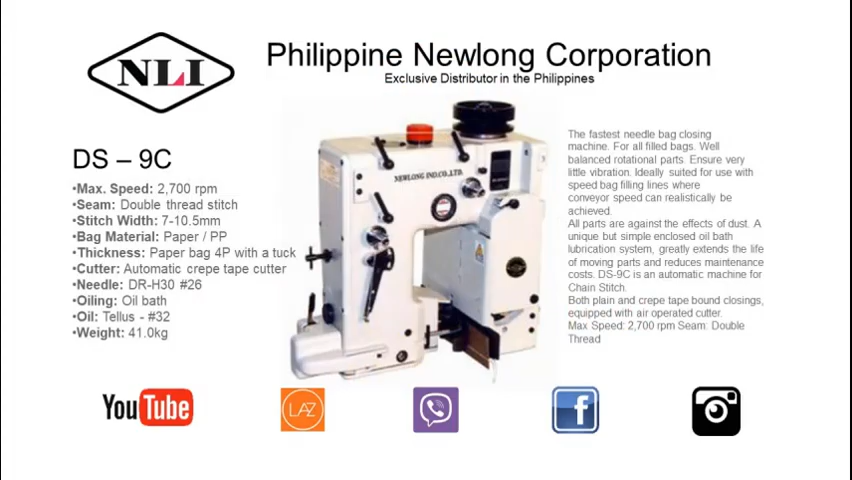 NLI
Philippine Newlong Corporation
Exclusive Distributor in the Philippines
DS – 9C
•Max. Speed: 2,700 rpm
•Seam: Double thread stitch
•Stitch Width: 7-10.5mm
•Bag Material: Paper / PP
•Thickness: Paper bag 4P with a tuck
•Cutter: Automatic crepe tape cutter
•Needle: DR-H30 #26
•Oiling: Oil bath
•Oil: Tellus - #32
•Weight: 41.0kg
NEWLONG IND.CO.,LTD.
The fastest needle bag closing
machine. For all filled bags. Well
balanced rotational parts. Ensure very
little vibration. Ideally suited for use with
speed bag filling lines where
conveyor speed can realistically be
achieved.
All parts are against the effects of dust. A
unique but simple enclosed oil bath
lubrication system, greatly extends the life
of moving parts and reduces maintenance
costs. DS-9C is an automatic machine for
Chain Stitch.
Both plain and crepe tape bound closings,
equipped with air operated cutter.
Max Speed: 2,700 rpm Seam: Double
Thread
YouTube
LAZ
f